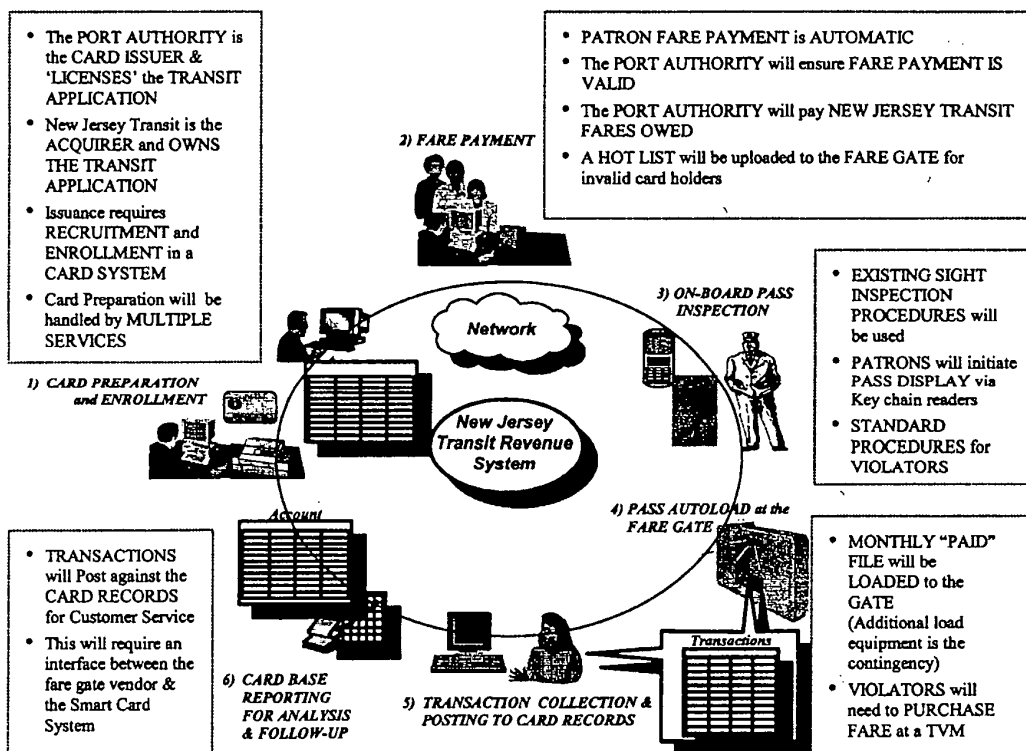 • The PORT AUTHORITY is
the CARD ISSUER &
'LICENSES' the TRANSIT
APPLICATION
• New Jersey Transit is the
ACQUIRER and OWNS
THE TRANSIT
APPLICATION
• Issuance requires
RECRUITMENT and
ENROLLMENT in a
CARD SYSTEM
• Card Preparation will be
handled by MULTIPLE
SERVICES
• PATRON FARE PAYMENT is AUTOMATIC
• The PORT AUTHORITY will ensure FARE PAYMENT IS
VALID
• The PORT AUTHORITY will pay NEW JERSEY TRANSIT
FARES OWED
• A HOT LIST will be uploaded to the FARE GATE for
invalid card holders
2) FARE PAYMENT
• EXISTING SIGHT
INSPECTION
PROCEDURES will
be used
• PATRONS will initiate
PASS DISPLAY via
Key chain readers
• STANDARD
PROCEDURES for
VIOLATORS
3) ON-BOARD PASS
INSPECTION
Network
1) CARD PREPARATION
and ENROLLMENT
New Jersey
Transit Revenue
System
4) PASS AUTOLOAD at the
FARE GATE
Account
• TRANSACTIONS
will Post against the
CARD RECORDS
for Customer Service
• This will require an
interface between the
fare gate vendor &
the Smart Card
System
• MONTHLY "PAID"
FILE will be
LOADED to the
GATE
(Additional load
equipment is the
contingency)
• VIOLATORS will
need to PURCHASE
FARE at a TVM
Transactions
6) CARD BASE
REPORTING
FOR ANALYSIS
& FOLLOW-UP
5) TRANSACTION COLLECTION &
POSTING TO CARD RECORDS